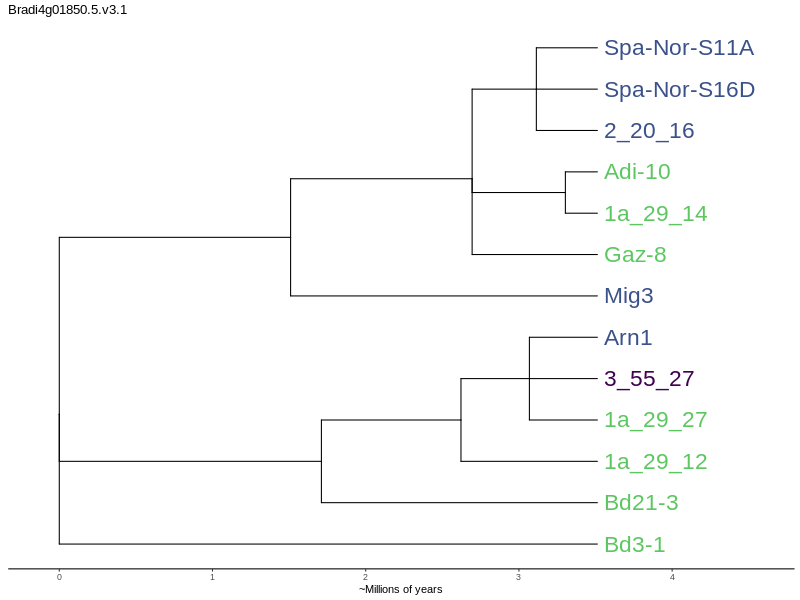 Bradi4g01850.5.v3.1
Spa-Nor-S11A
Spa-Nor-S16D
2_20_16
Adi-10
1a_29_14
Gaz-8
Mig3
Arn1
3_55_27
1a_29_27
1a_29_12
Bd21-3
Bd3-1
0 1 2 3 4
~Millions of years